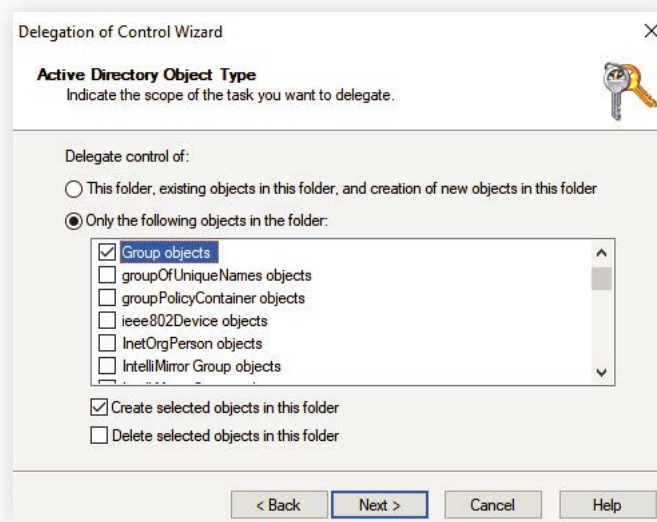 Delegation of Control Wizard
Active Directory Object Type
Indicate the scope of the task you want to delegate.
Delegate control of:
This folder, existing objects in this folder, and creation of new objects in this folder
Only the following objects in the folder:
Group objects
groupOfUniqueNames objects
groupPolicyContainer objects
ieee802Device objects
InetOrgPerson objects
IntelliMirror Group objects
Create selected objects in this folder
Delete selected objects in this folder
< Back Next > Cancel Help